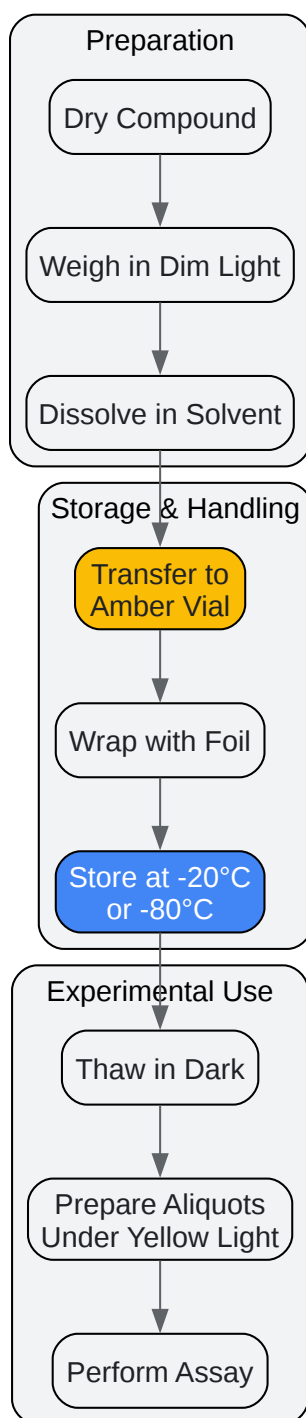 Preparation
Dry Compound
Weigh in Dim Light
Dissolve in Solvent
Storage & Handling
Transfer to
Amber Vial
Wrap with Foil
Store at -20°C
or -80°C
Experimental Use
Thaw in Dark
Prepare Aliquots
Under Yellow Light
Perform Assay